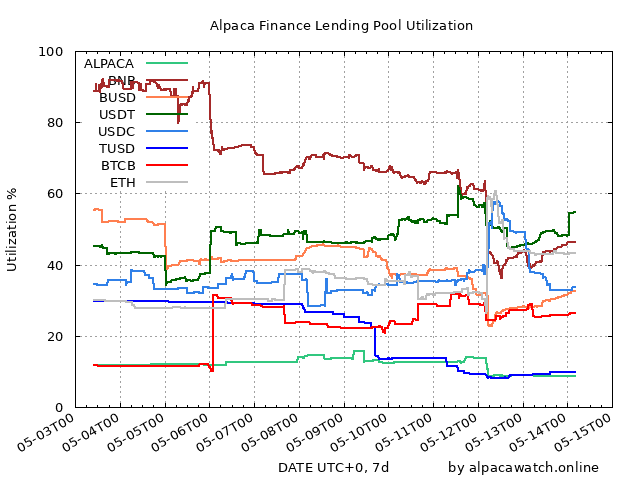 Alpaca Finance Lending Pool Utilization
100
80
60
40
20
0
Utilization %
ALPACA
BNB
BUSD
USDT
USDC
TUSD
BTCB
ETH
05-03T00
05-04T00
05-05T00
05-06T00
05-07T00
05-08T00
05-09T00
05-10T00
05-11T00
05-12T00
05-13T00
05-14T00
05-15T00
DATE UTC+0, 7d
by alpacawatch.online